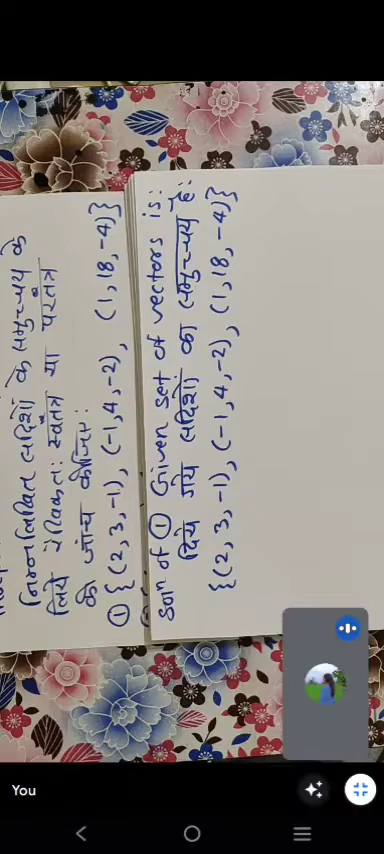 निम्नलिखित सदिशों के समुच्चय के
लिये रैखिकतः स्वतंत्र या परतंत्र
की जांच कीजिए:
① {(2, 3, -1), (-1, 4, -2), (1, 18, -4)}
Soln of ① Given set of vectors is:
दिये गये सदिशों का समुच्चय है:
{(2, 3, -1), (-1, 4, -2), (1, 18, -4)}
You